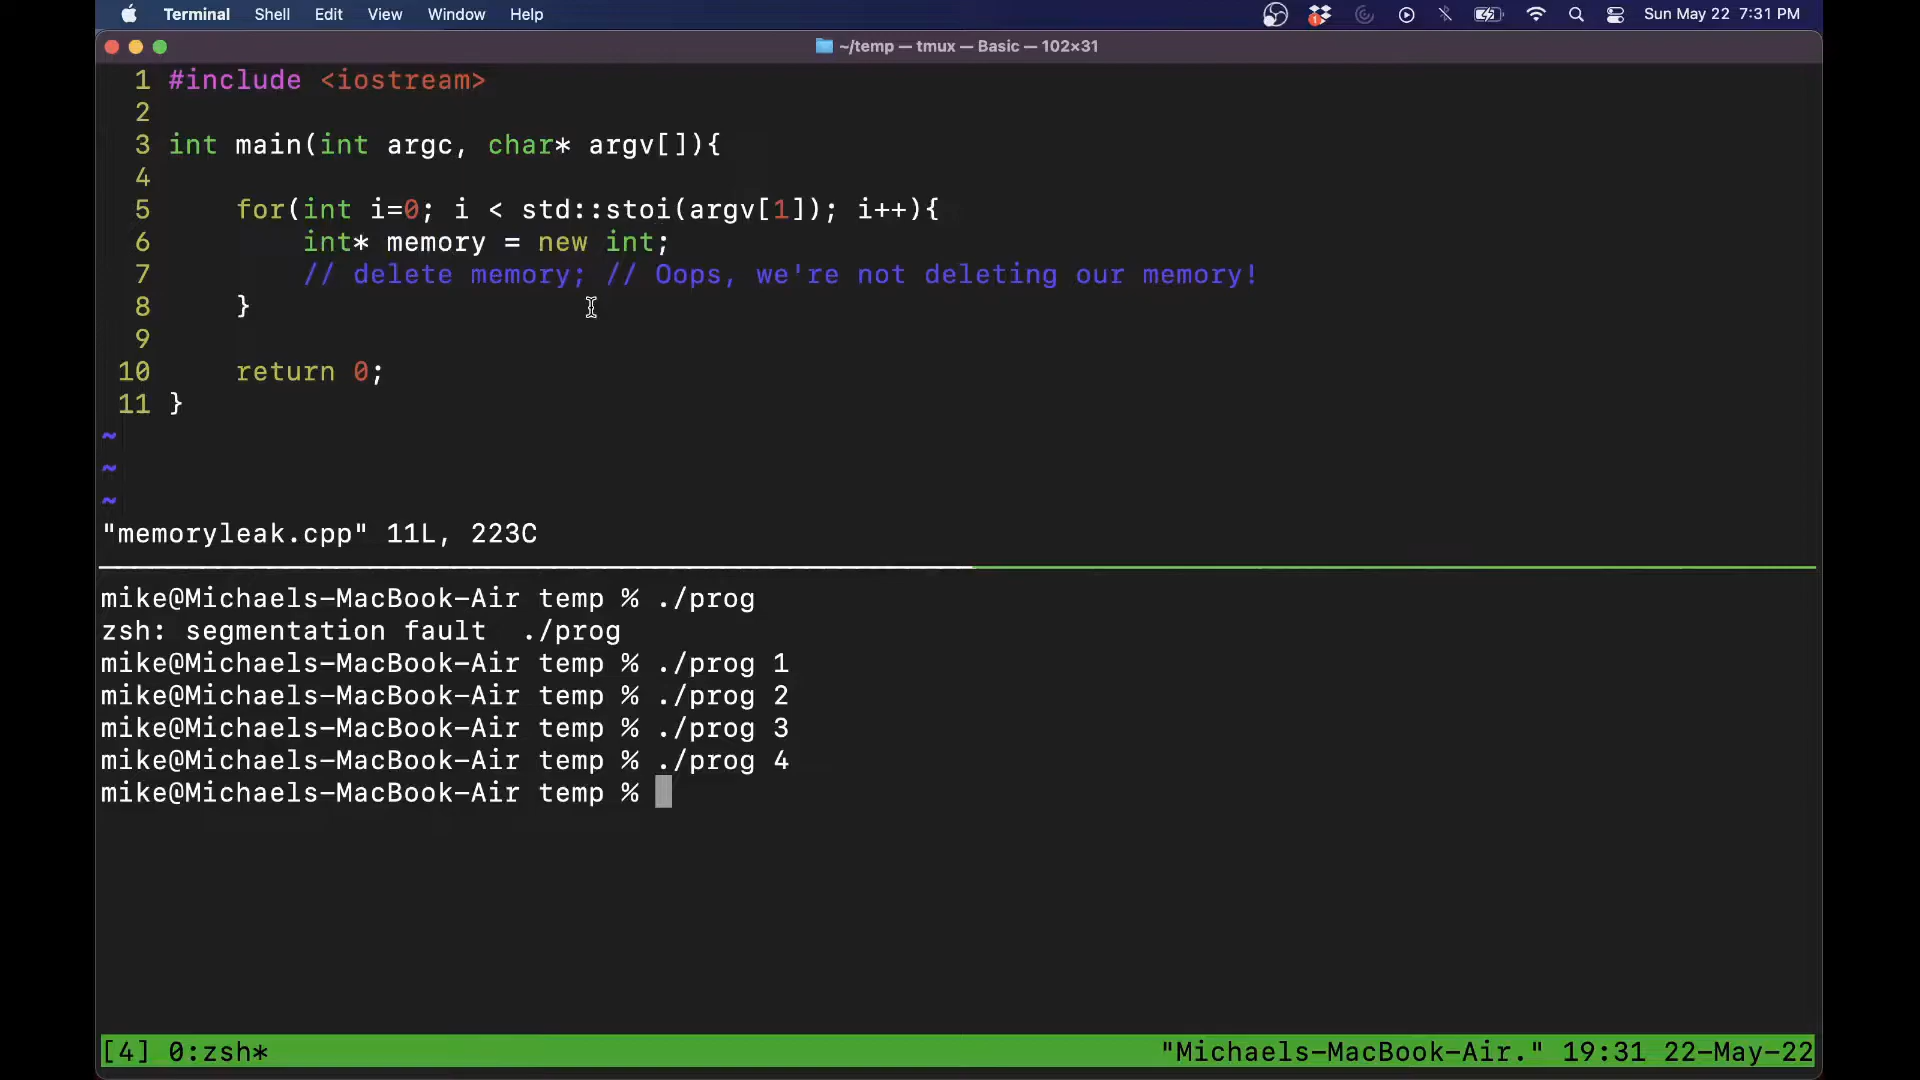 Terminal Shell Edit View Window Help 1 Sun May 22 7:31 PM
~/temp — tmux — Basic — 102×31
1 #include <iostream>
2
3 int main(int argc, char* argv[]){
4
5     for(int i=0; i < std::stoi(argv[1]); i++){
6         int* memory = new int;
7         // delete memory; // Oops, we're not deleting our memory!
8     }
9
10     return 0;
11 }
~
~
~
"memoryleak.cpp" 11L, 223C
mike@Michaels-MacBook-Air temp % ./prog
zsh: segmentation fault  ./prog
mike@Michaels-MacBook-Air temp % ./prog 1
mike@Michaels-MacBook-Air temp % ./prog 2
mike@Michaels-MacBook-Air temp % ./prog 3
mike@Michaels-MacBook-Air temp % ./prog 4
mike@Michaels-MacBook-Air temp %
[4] 0:zsh* "Michaels-MacBook-Air." 19:31 22-May-22